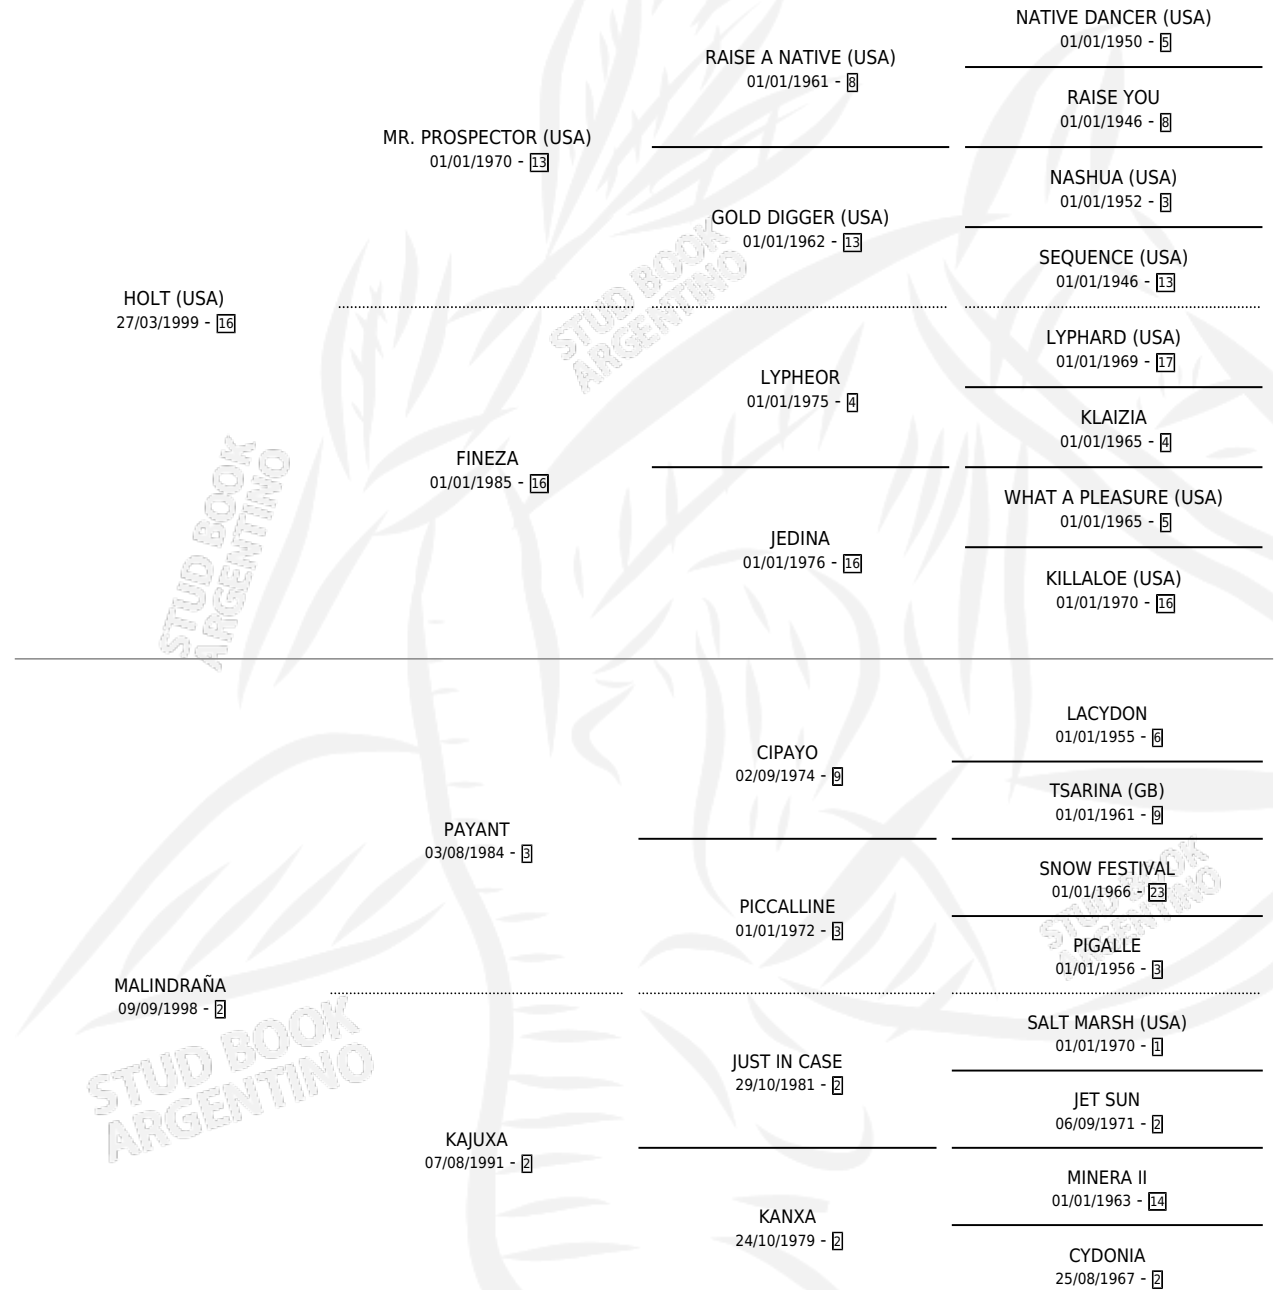 NATIVE DANCER (USA)
01/01/1950 - 5
RAISE A NATIVE (USA)
01/01/1961 - 8
RAISE YOU
01/01/1946 - 8
MR. PROSPECTOR (USA)
01/01/1970 - 13
NASHUA (USA)
01/01/1952 - 3
GOLD DIGGER (USA)
01/01/1962 - 13
SEQUENCE (USA)
01/01/1946 - 13
HOLT (USA)
27/03/1999 - 16
LYPHARD (USA)
01/01/1969 - 17
LYPHEOR
01/01/1975 - 4
KLAIZIA
01/01/1965 - 4
FINEZA
01/01/1985 - 16
WHAT A PLEASURE (USA)
01/01/1965 - 5
JEDINA
01/01/1976 - 16
KILLALOE (USA)
01/01/1970 - 16
STUD BOOK
ARGENTINO
STUD BOOK
ARGENTINO
LACYDON
01/01/1955 - 6
CIPAYO
02/09/1974 - 9
TSARINA (GB)
01/01/1961 - 9
PAYANT
03/08/1984 - 3
SNOW FESTIVAL
01/01/1966 - 23
PICCALLINE
01/01/1972 - 3
PIGALLE
01/01/1956 - 3
STUD BOOK
ARGENTINO
MALINDRAÑA
09/09/1998 - 2
SALT MARSH (USA)
01/01/1970 - 1
JUST IN CASE
29/10/1981 - 2
JET SUN
06/09/1971 - 2
KAJUXA
07/08/1991 - 2
MINERA II
01/01/1963 - 14
KANXA
24/10/1979 - 2
CYDONIA
25/08/1967 - 2
STUD BOOK
ARGENTINO